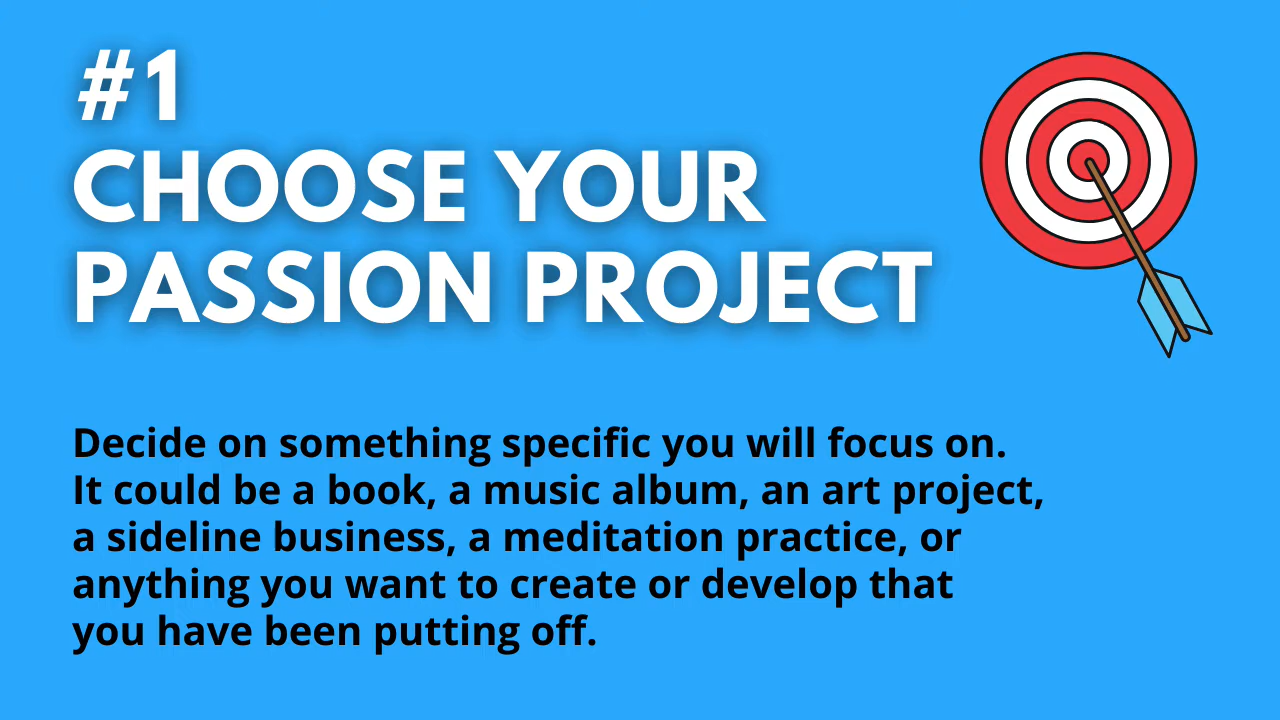 #1
CHOOSE YOUR
PASSION PROJECT
Decide on something specific you will focus on.
It could be a book, a music album, an art project,
a sideline business, a meditation practice, or
anything you want to create or develop that
you have been putting off.